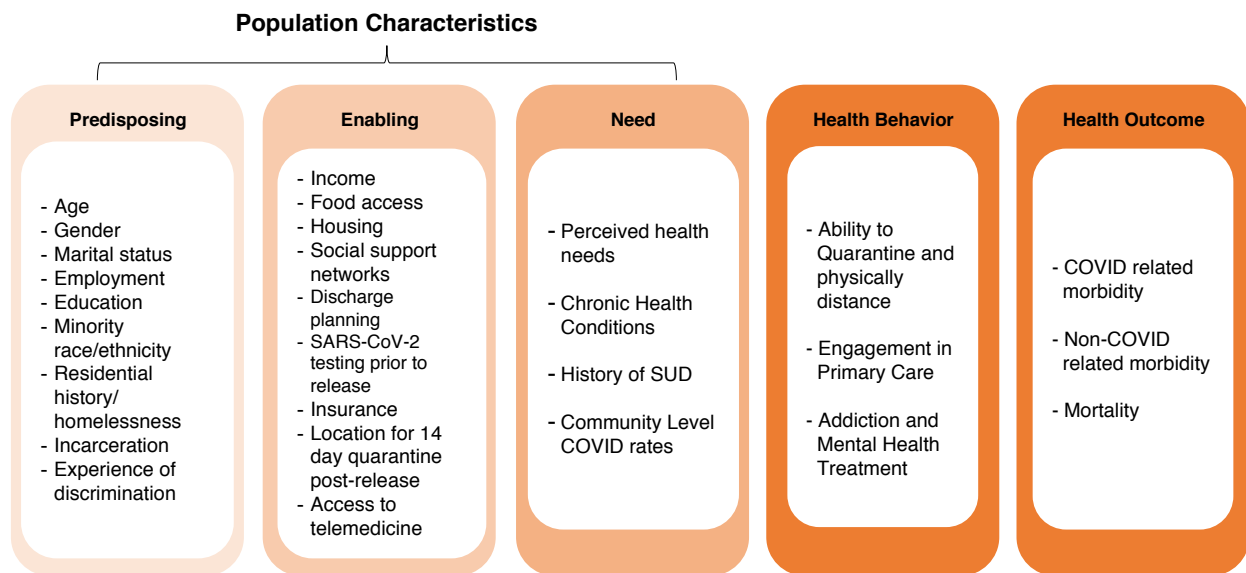 Population Characteristics
Predisposing
- Age
- Gender
- Marital status
- Employment
- Education
- Minority
race/ethnicity
- Residential
history/
homelessness
- Incarceration
- Experience of
discrimination
Enabling
- Income
- Food access
- Housing
- Social support
networks
- Discharge
planning
- SARS-CoV-2
testing prior to
release
- Insurance
- Location for 14
day quarantine
post-release
- Access to
telemedicine
Need
- Perceived health
needs
- Chronic Health
Conditions
- History of SUD
- Community Level
COVID rates
Health Behavior
- Ability to
Quarantine and
physically
distance
- Engagement in
Primary Care
- Addiction and
Mental Health
Treatment
Health Outcome
- COVID related
morbidity
- Non-COVID
related morbidity
- Mortality